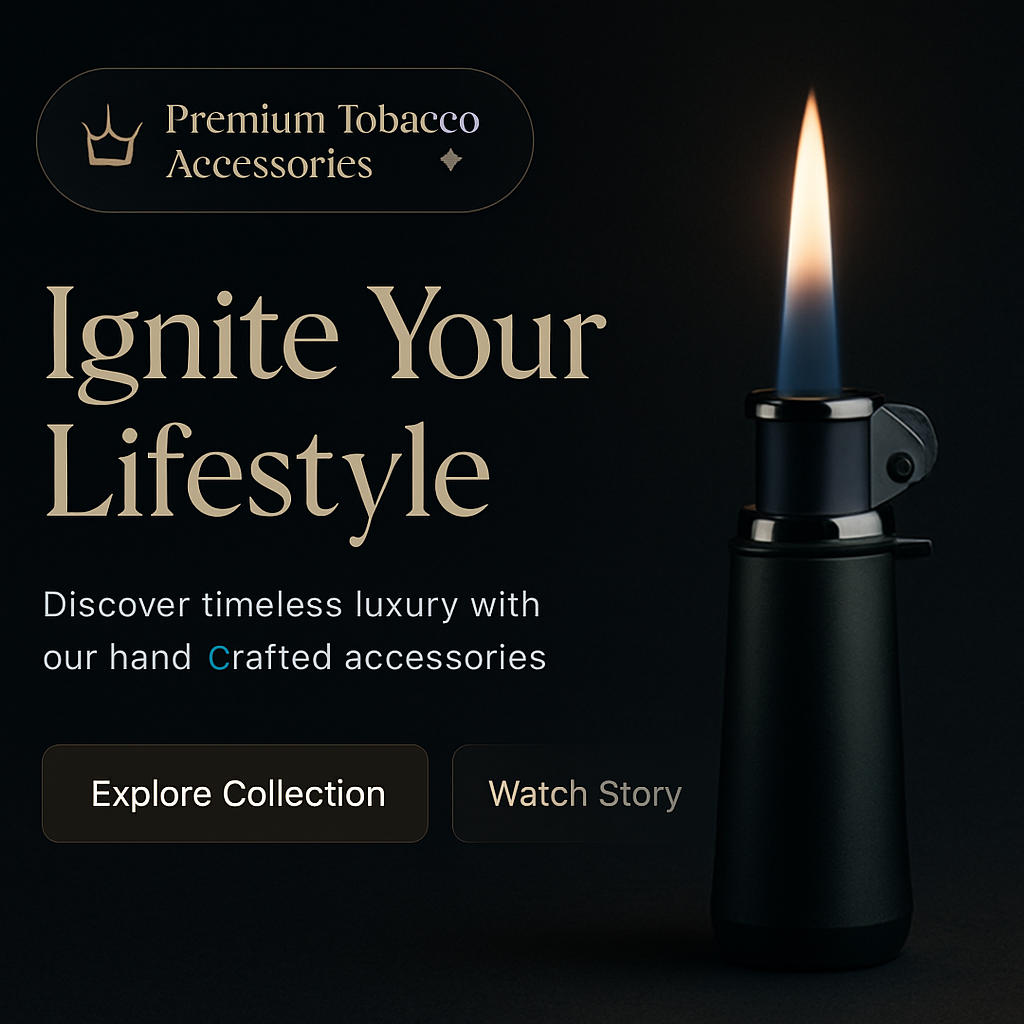 Premium Tobacco
Accessories
Ignite Your
Lifestyle
Discover timeless luxury with
our hand Crafted accessories
Explore Collection
Watch Story